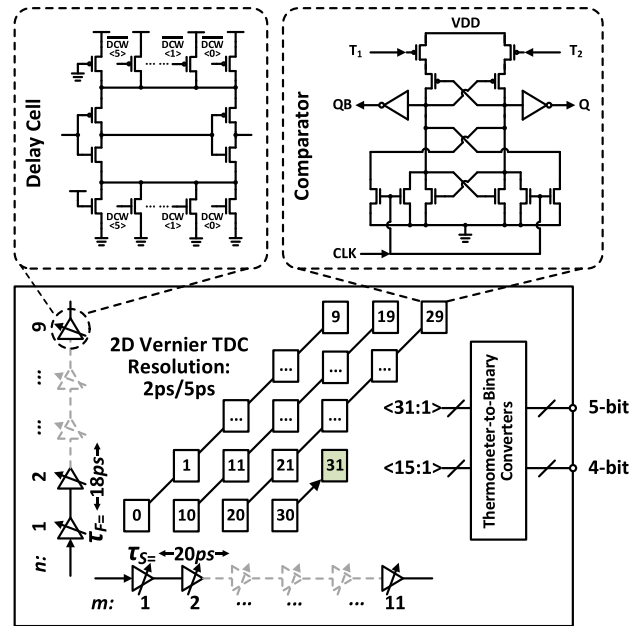 Delay Cell
DCW <5> DCW <1> DCW <0>
DCW <5> DCW <1> DCW <0>
Comparator
VDD
T1 T2
QB Q
CLK
2D Vernier TDC
Resolution:
2ps/5ps
n: 1 2 ... ... 9
τF= 18ps
9 19 29
... ... ...
... ... ...
1 11 21 31
0 10 20 30
τS= 20ps
m: 1 2 ... ... ... 11
<31:1>
<15:1>
Thermometer-to-Binary
Converters
5-bit
4-bit